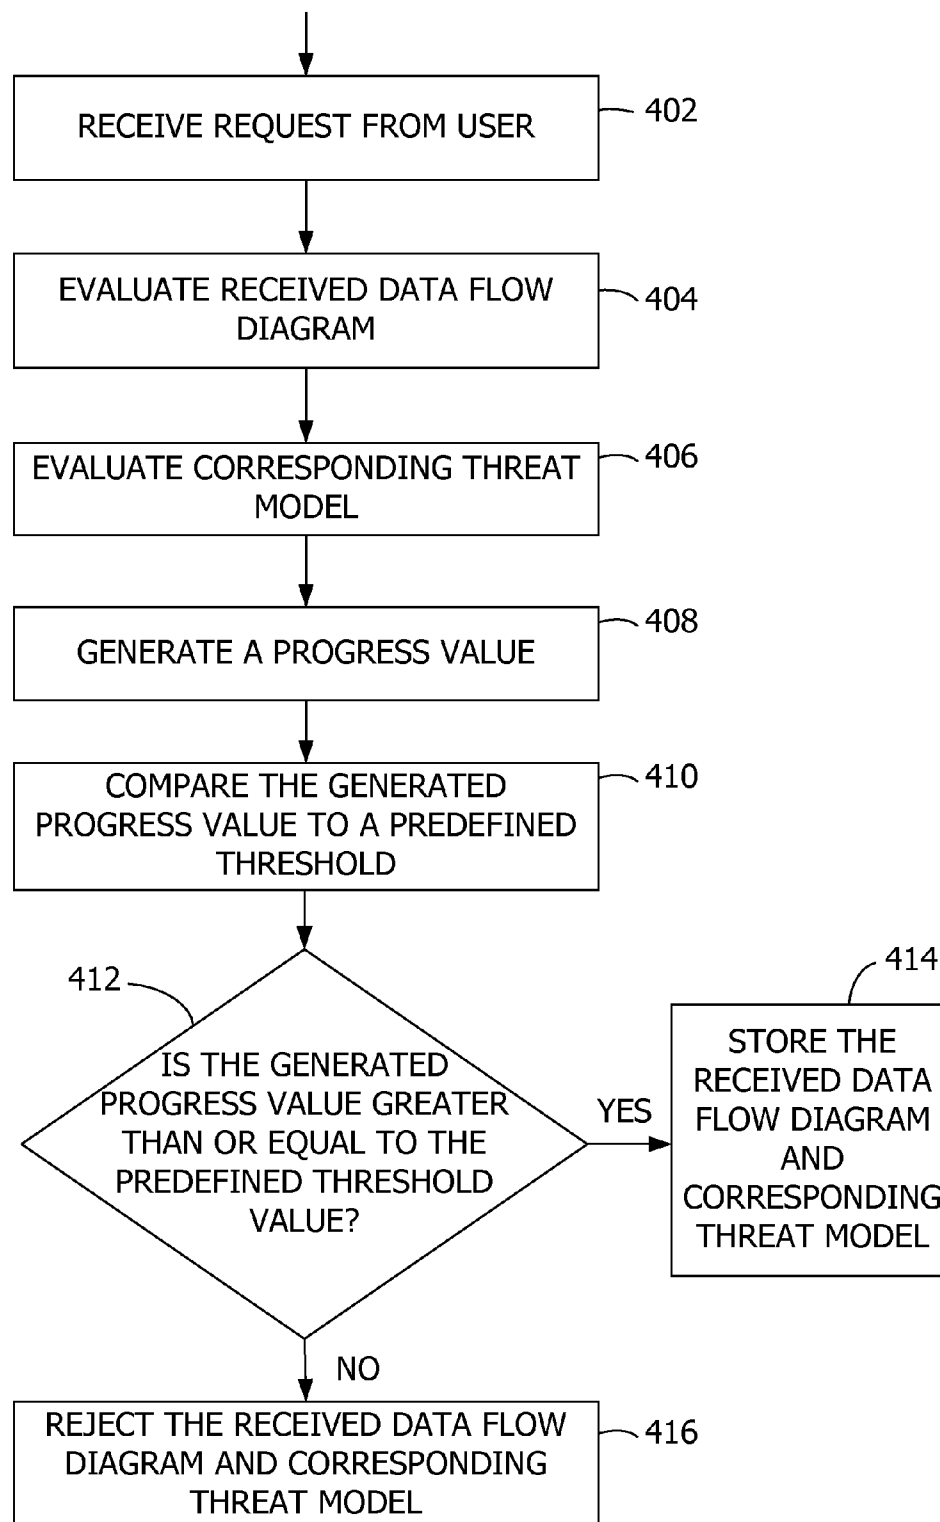 RECEIVE REQUEST FROM USER
402
EVALUATE RECEIVED DATA FLOW
DIAGRAM
404
EVALUATE CORRESPONDING THREAT
MODEL
406
GENERATE A PROGRESS VALUE
408
COMPARE THE GENERATED
PROGRESS VALUE TO A PREDEFINED
THRESHOLD
410
412
IS THE GENERATED
PROGRESS VALUE GREATER
THAN OR EQUAL TO THE
PREDEFINED THRESHOLD
VALUE?
YES
414
STORE THE
RECEIVED DATA
FLOW DIAGRAM
AND
CORRESPONDING
THREAT MODEL
NO
REJECT THE RECEIVED DATA FLOW
DIAGRAM AND CORRESPONDING
THREAT MODEL
416